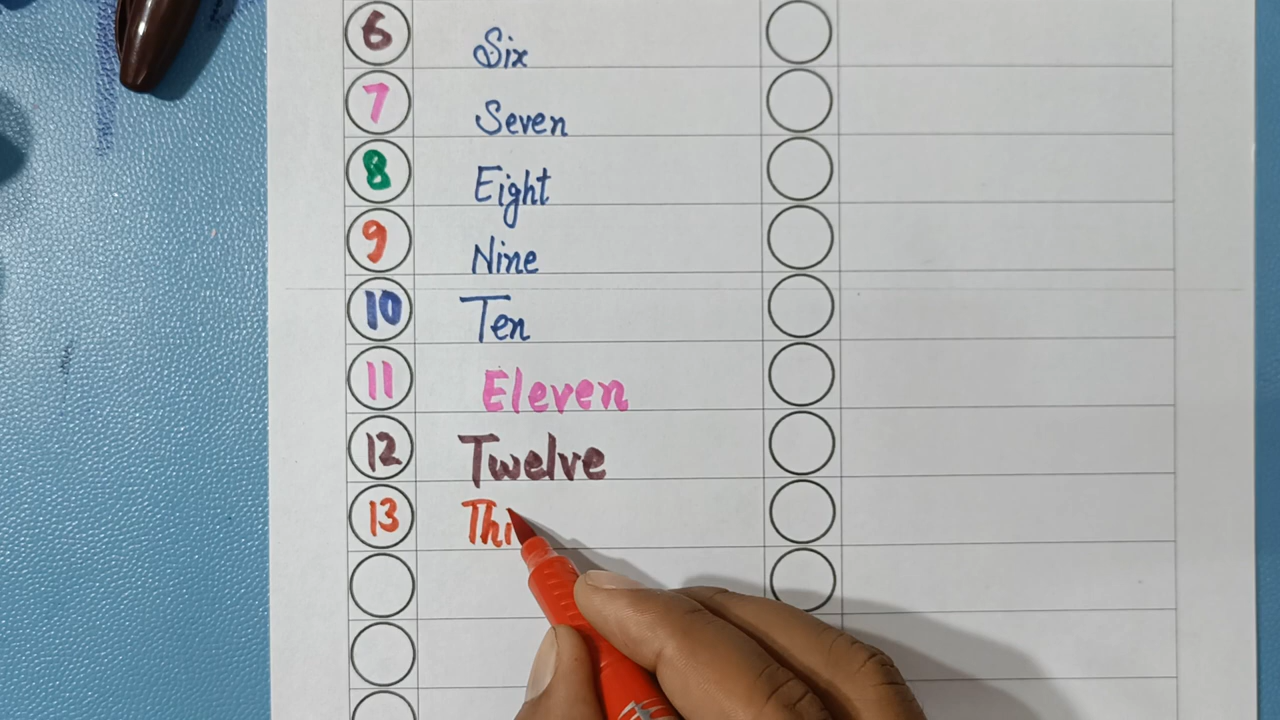 6 Six
7 Seven
8 Eight
9 Nine
10 Ten
11 Eleven
12 Twelve
13 Thi